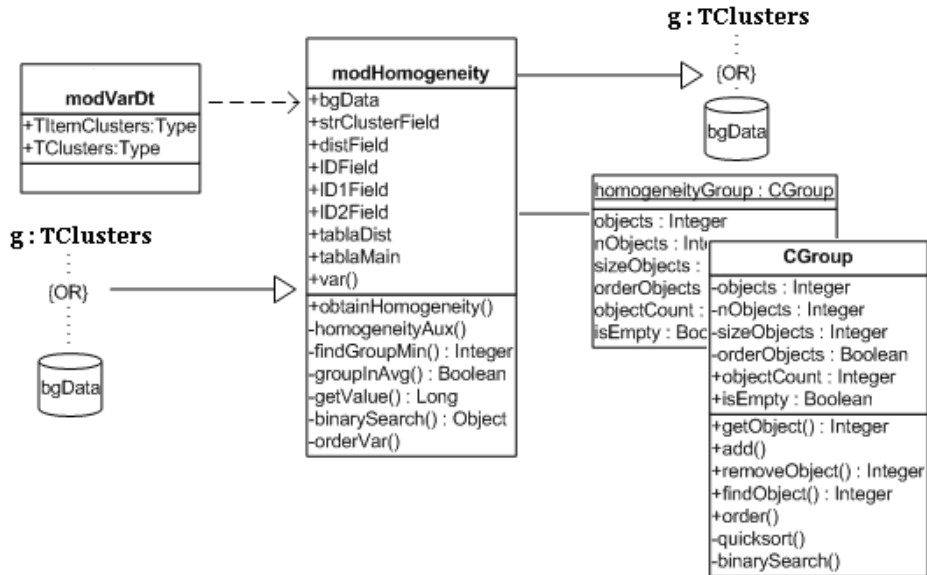 g : TClusters
{OR}
bgData
modVarDt
+TItemClusters:Type
+TClusters:Type
modHomogeneity
+bgData
+strClusterField
+distField
+IDField
+ID1Field
+ID2Field
+tablaDist
+tablaMain
+var()
+obtainHomogeneity()
-homogeneityAux()
-findGroupMin() : Integer
-groupInAvg() : Boolean
-getValue() : Long
-binarySearch() : Object
-orderVar()
g : TClusters
{OR}
bgData
homogeneityGroup : CGroup
objects : Integer
nObjects :
sizeObjects :
orderObjects
objectCount :
isEmpty :
CGroup
-objects : Integer
-nObjects : Integer
-sizeObjects : Integer
-orderObjects : Boolean
+objectCount : Integer
+isEmpty : Boolean
+getObject() : Integer
+add()
+removeObject() : Integer
+findObject() : Integer
+order()
-quicksort()
-binarySearch()